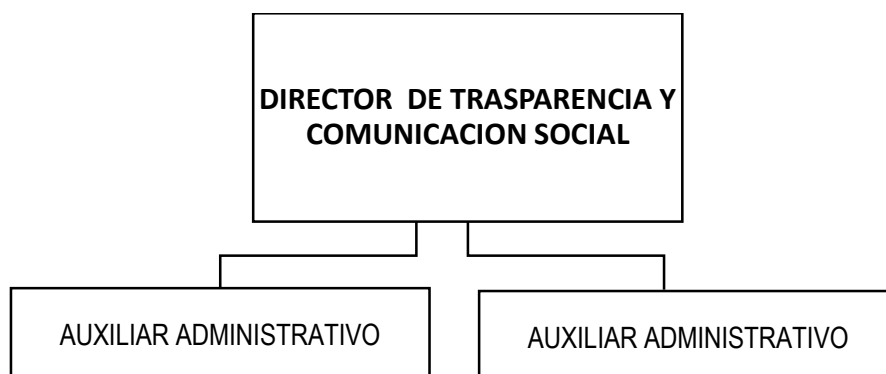 DIRECTOR DE TRASPARENCIA Y
COMUNICACION SOCIAL
AUXILIAR ADMINISTRATIVO
AUXILIAR ADMINISTRATIVO